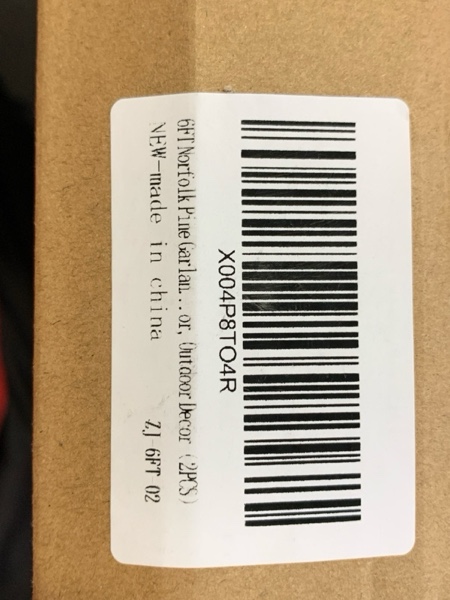 X004P8TO4R
6FT Norfolk Pine Garlan...or, Outdoor Decor (2PCS)
NEW-made in china ZJ-6FT-02